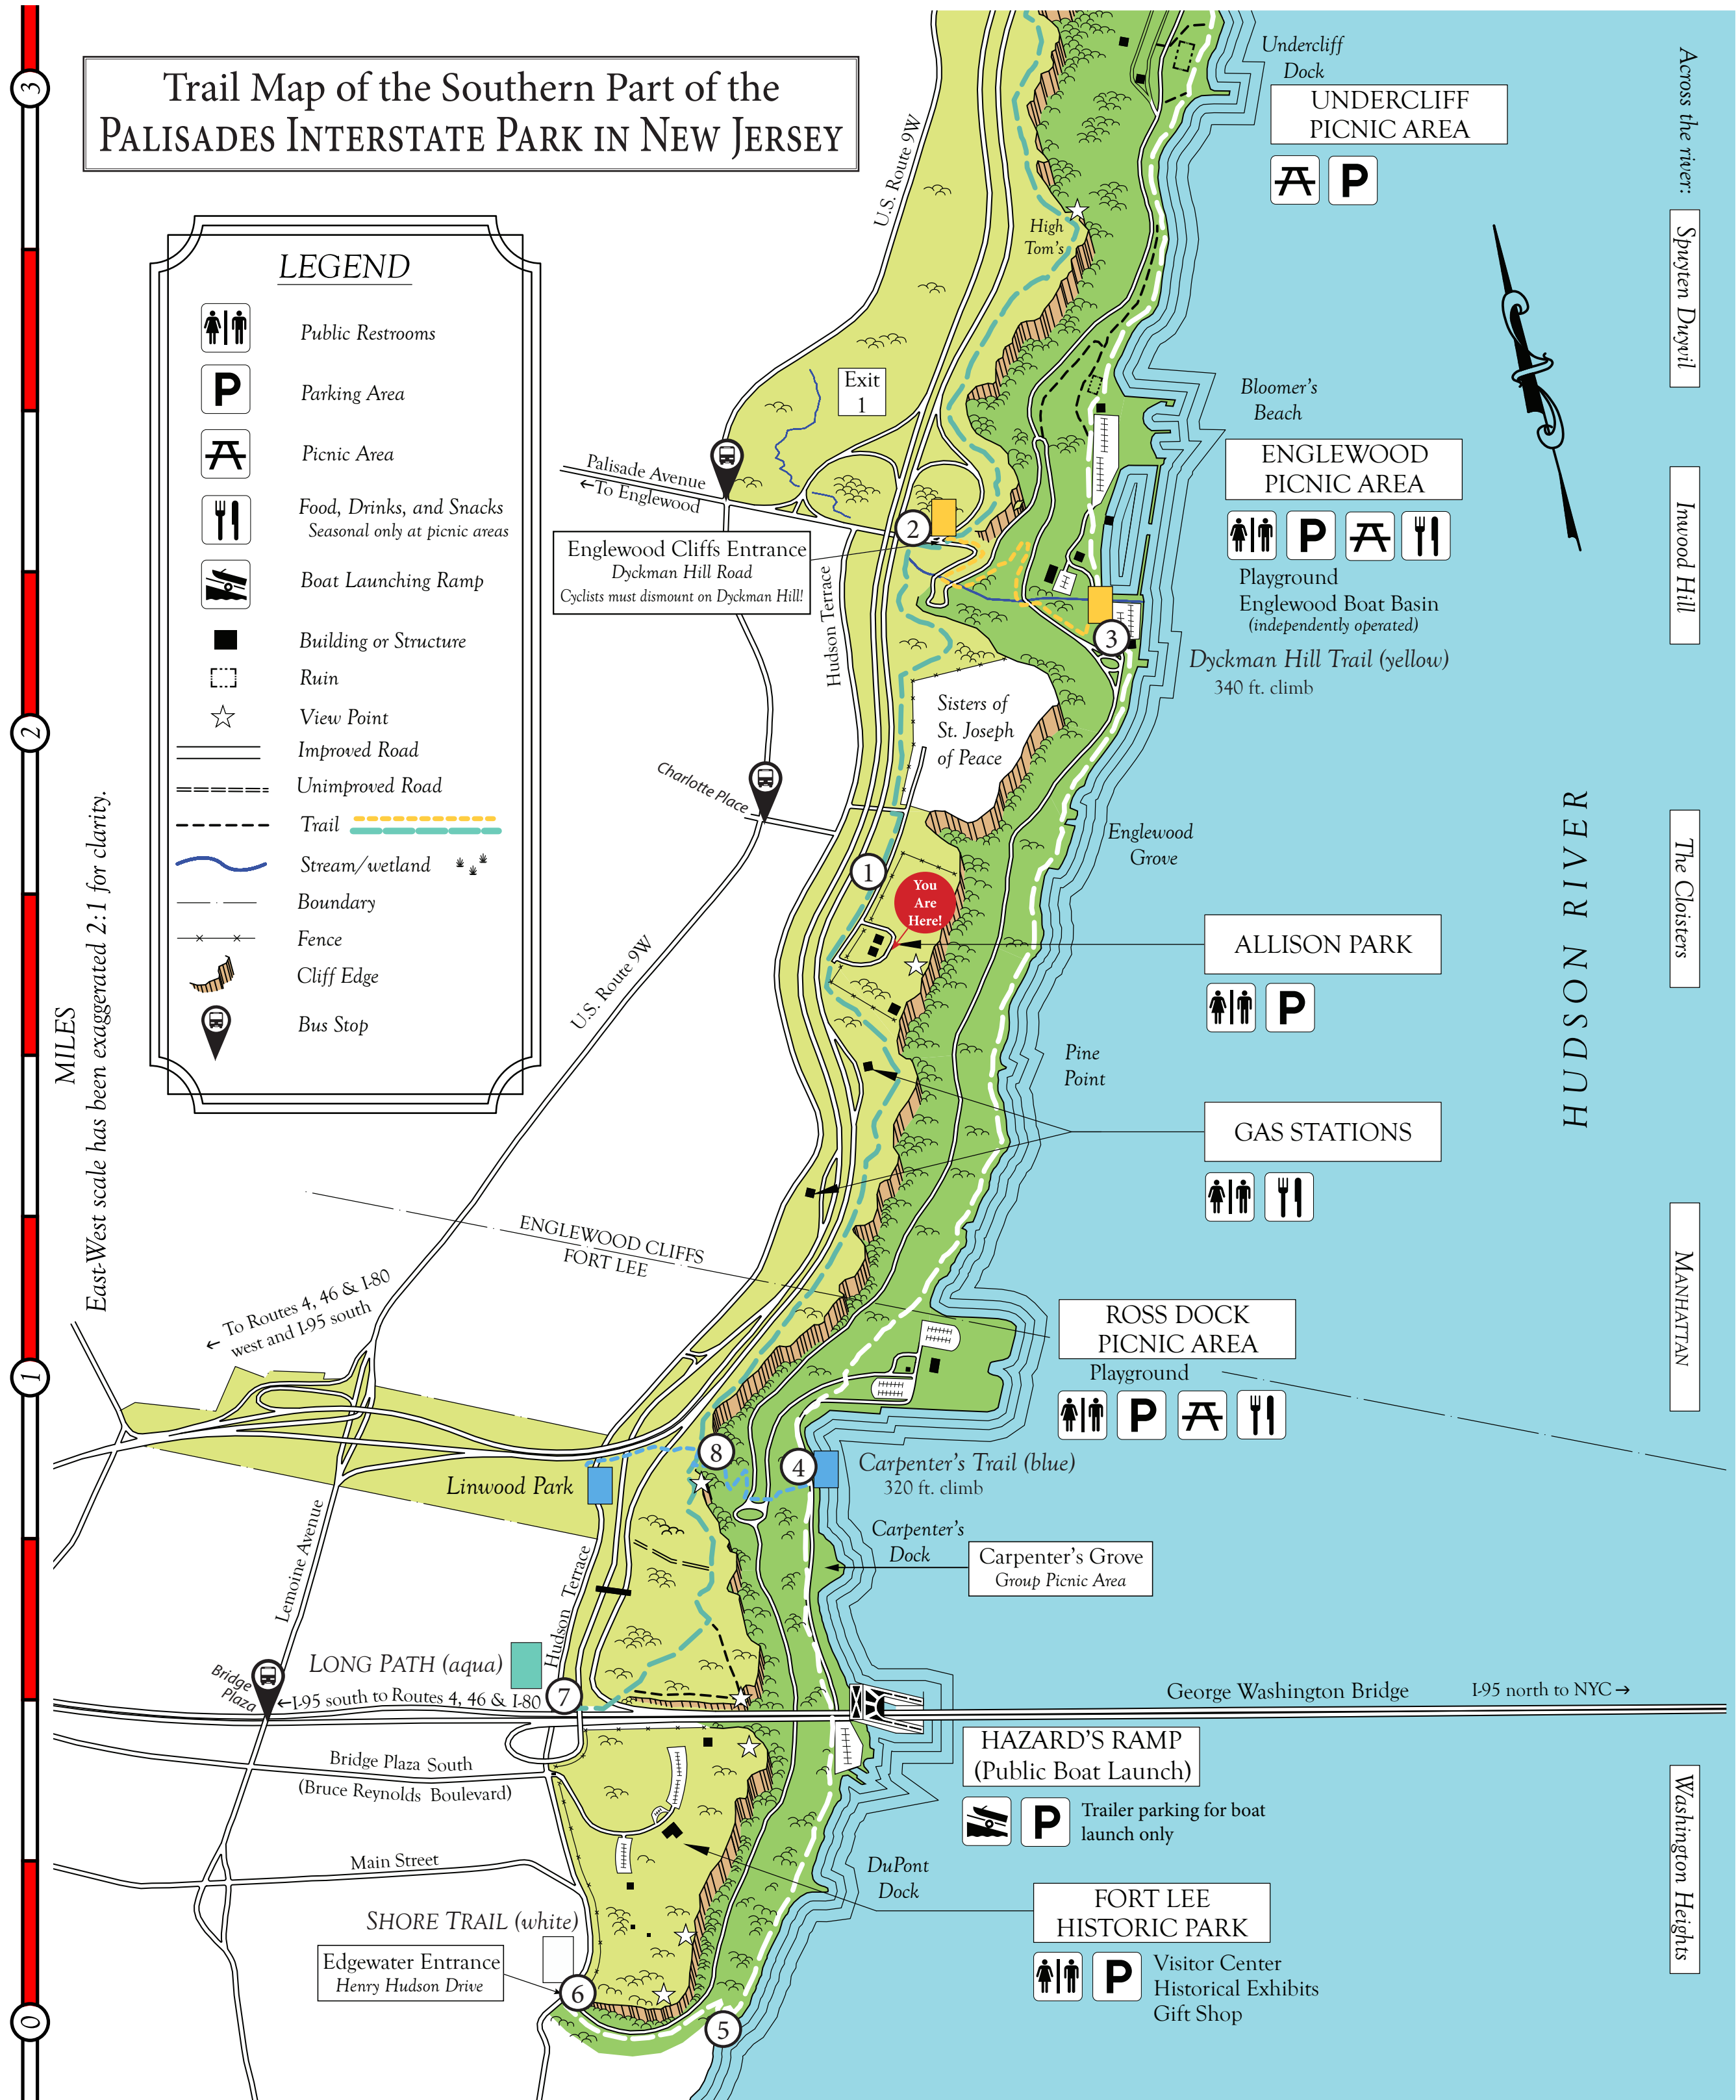 Trail Map of the Southern Part of the
PALISADES INTERSTATE PARK IN NEW JERSEY
LEGEND
Public Restrooms
P
Parking Area
Picnic Area
Food, Drinks, and Snacks
Seasonal only at picnic areas
Boat Launching Ramp
Building or Structure
Ruin
View Point
Improved Road
Unimproved Road
Trail
Stream/wetland
Boundary
Fence
Cliff Edge
Bus Stop
3
2
1
0
MILES
East-West scale has been exaggerated 2:1 for clarity.
U.S. Route 9W
Undercliff
Dock
UNDERCLIFF
PICNIC AREA
P
Across the river:
Spuyten Duyvil
Inwood Hill
The Cloisters
MANHATTAN
Washington Heights
HUDSON RIVER
High
Tom's
Exit
1
Bloomer's
Beach
Palisade Avenue
←To Englewood
ENGLEWOOD
PICNIC AREA
P
Playground
Englewood Boat Basin
(independently operated)
2
Englewood Cliffs Entrance
Dyckman Hill Road
Cyclists must dismount on Dyckman Hill!
Hudson Terrace
3
Dyckman Hill Trail (yellow)
340 ft. climb
Sisters of
St. Joseph
of Peace
Charlotte Place
Englewood
Grove
1
You
Are
Here!
ALLISON PARK
P
U.S. Route 9W
Pine
Point
GAS STATIONS
ENGLEWOOD CLIFFS
FORT LEE
← To Routes 4, 46 & I-80
west and I-95 south
ROSS DOCK
PICNIC AREA
Playground
P
8
4
Linwood Park
Carpenter's Trail (blue)
320 ft. climb
Carpenter's
Dock
Carpenter's Grove
Group Picnic Area
Lemoine Avenue
Hudson Terrace
LONG PATH (aqua)
Bridge
Plaza
←I-95 south to Routes 4, 46 & I-80
7
George Washington Bridge
I-95 north to NYC →
HAZARD'S RAMP
(Public Boat Launch)
P
Trailer parking for boat
launch only
Bridge Plaza South
(Bruce Reynolds Boulevard)
Main Street
DuPont
Dock
FORT LEE
HISTORIC PARK
P
Visitor Center
Historical Exhibits
Gift Shop
SHORE TRAIL (white)
Edgewater Entrance
Henry Hudson Drive
6
5